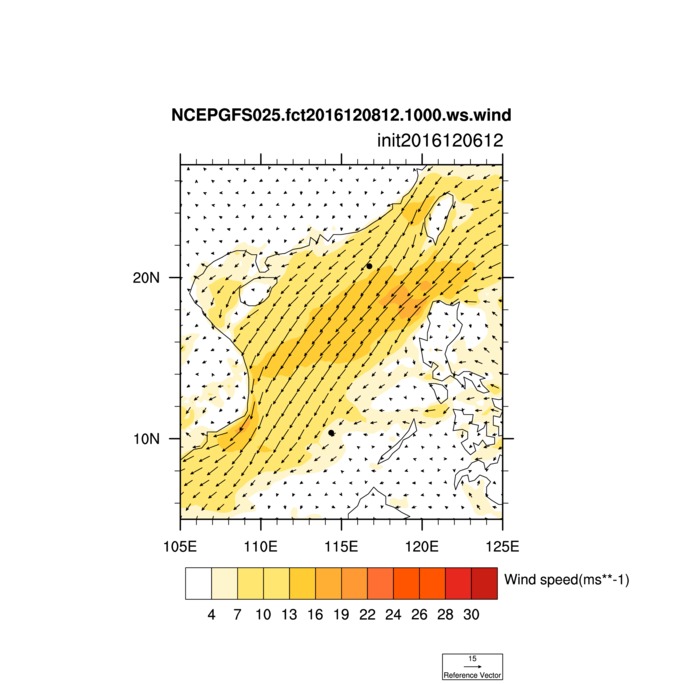 NCEPGFS025.fct2016120812.1000.ws.wind
init2016120612
20N
10N
105E 110E 115E 120E 125E
Wind speed(ms**-1)
4 7 10 13 16 19 22 24 26 28 30
15
Reference Vector